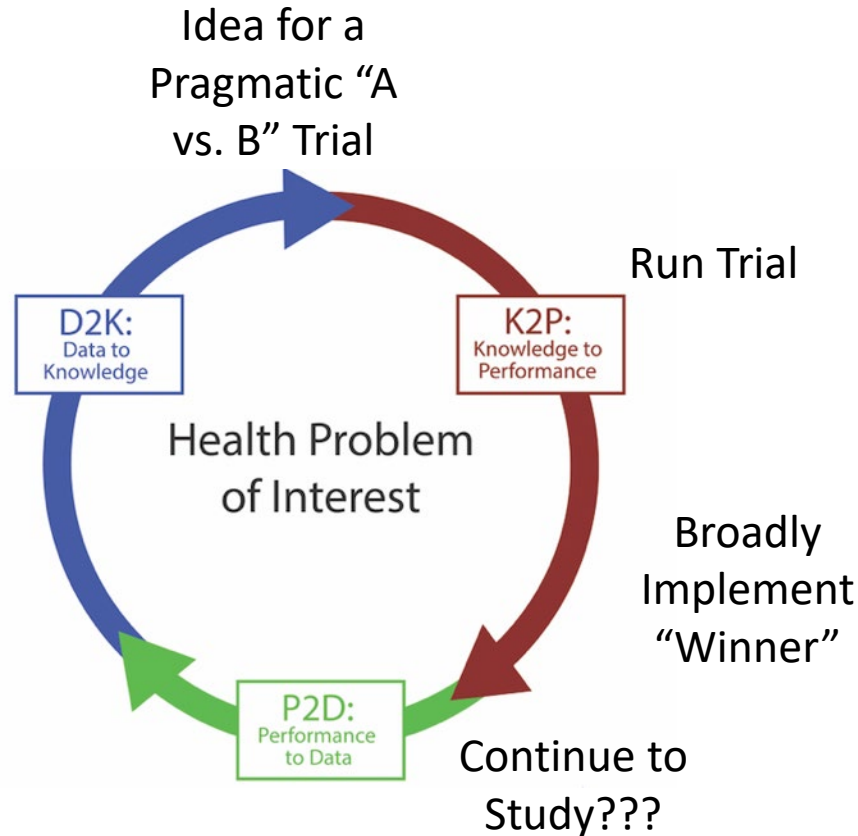 Idea for a
Pragmatic “A
vs. B” Trial
Run Trial
D2K:
Data to
Knowledge
K2P:
Knowledge to
Performance
Health Problem
of Interest
Broadly
Implement
“Winner”
P2D:
Performance
to Data
Continue to
Study???